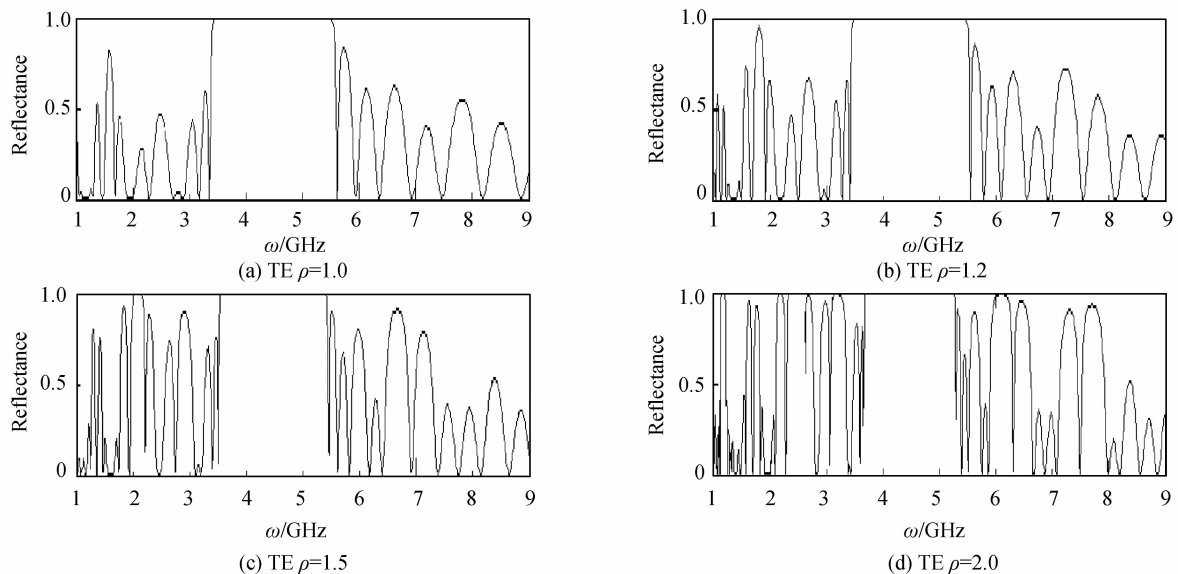 1.0
0.5
0
Reflectance
1 2 3 4 5 6 7 8 9
ω/GHz
(a) TE ρ=1.0
1.0
0.5
0
Reflectance
1 2 3 4 5 6 7 8 9
ω/GHz
(b) TE ρ=1.2
1.0
0.5
0
Reflectance
1 2 3 4 5 6 7 8 9
ω/GHz
(c) TE ρ=1.5
1.0
0.5
0
Reflectance
1 2 3 4 5 6 7 8 9
ω/GHz
(d) TE ρ=2.0